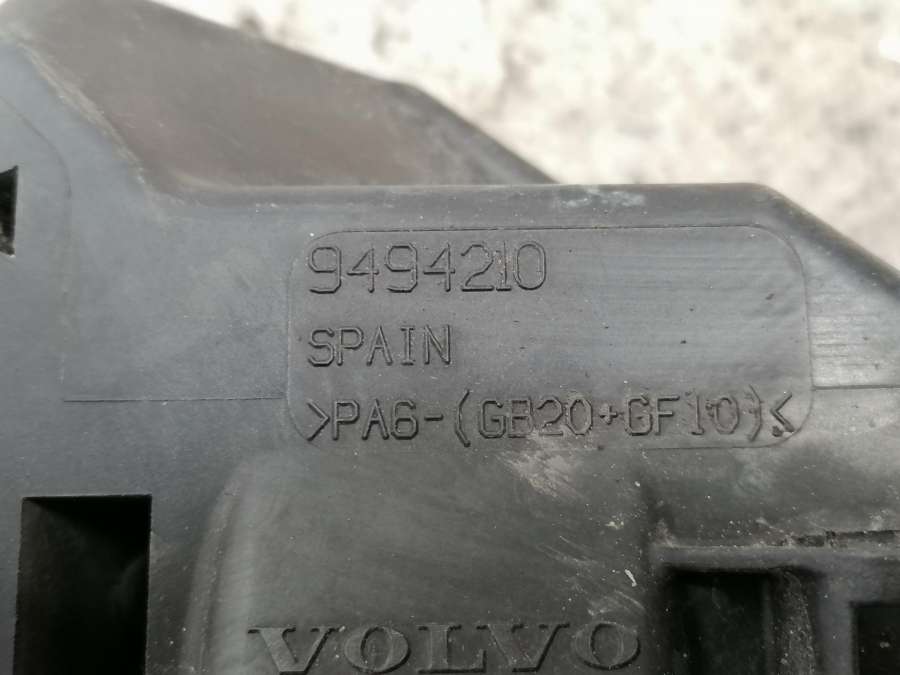 9494210
SPAIN
>PA6-(GB20+GF10)<
VOLVO